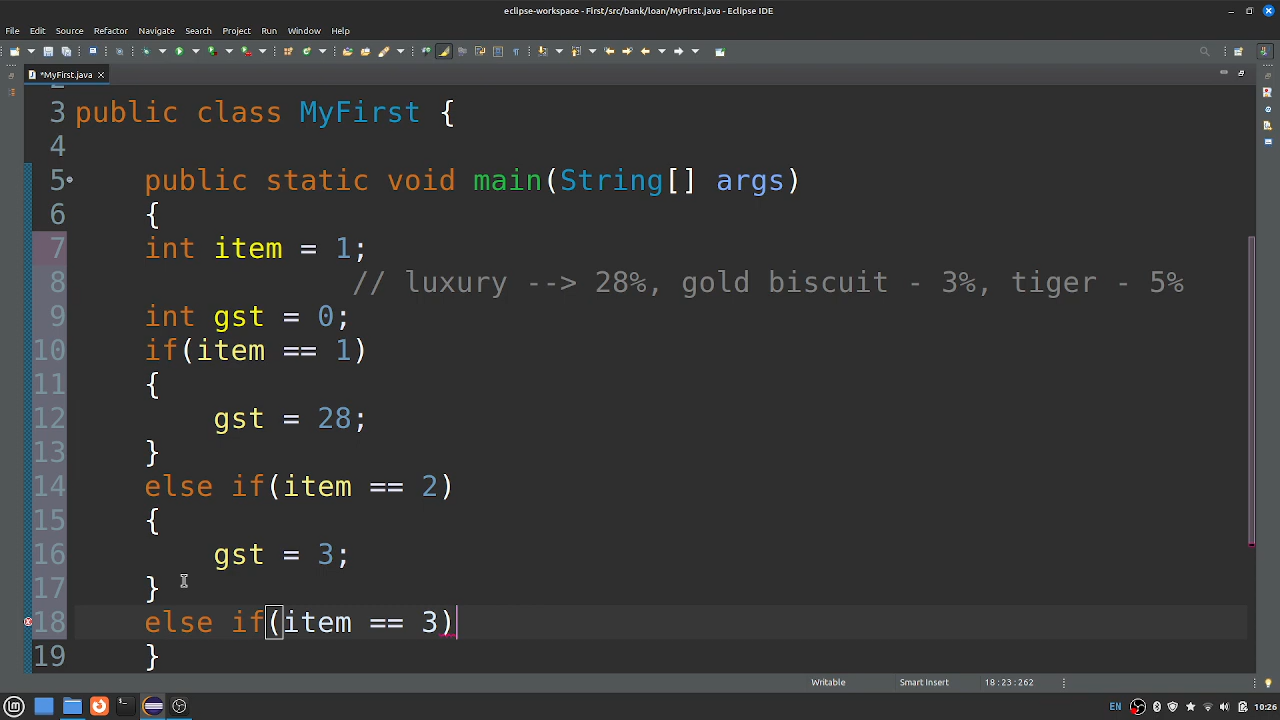 eclipse-workspace - First/src/bank/loan/MyFirst.java - Eclipse IDE
File Edit Source Refactor Navigate Search Project Run Window Help
*MyFirst.java
3 public class MyFirst {
4
5 public static void main(String[] args)
6 {
7 int item = 1;
8 // luxury --> 28%, gold biscuit - 3%, tiger - 5%
9 int gst = 0;
10 if(item == 1)
11 {
12 gst = 28;
13 }
14 else if(item == 2)
15 {
16 gst = 3;
17 }
18 else if(item == 3)
19 }
Writable Smart Insert 18 : 23 : 262
EN 10:26